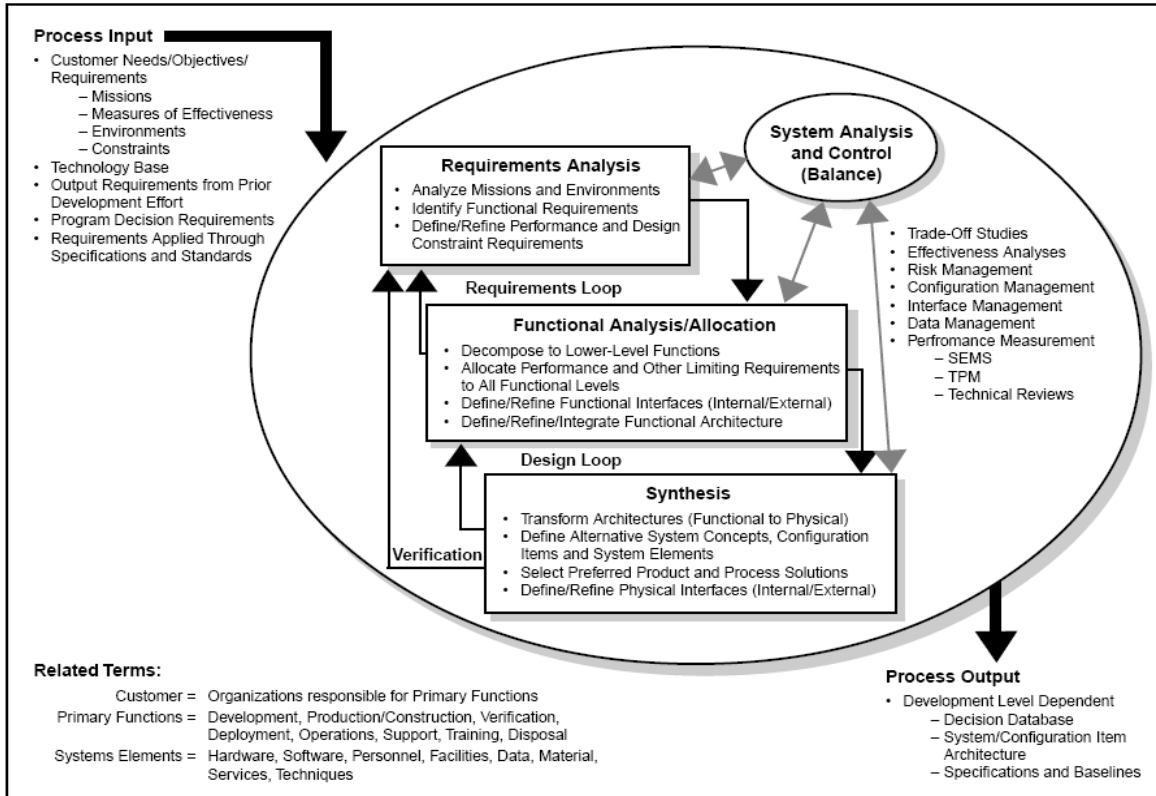 Process Input
• Customer Needs/Objectives/
Requirements
– Missions
– Measures of Effectiveness
– Environments
– Constraints
• Technology Base
• Output Requirements from Prior
Development Effort
• Program Decision Requirements
• Requirements Applied Through
Specifications and Standards
System Analysis
and Control
(Balance)
Requirements Analysis
• Analyze Missions and Environments
• Identify Functional Requirements
• Define/Refine Performance and Design
Constraint Requirements
• Trade-Off Studies
• Effectiveness Analyses
• Risk Management
• Configuration Management
• Interface Management
• Data Management
• Perfromance Measurement
– SEMS
– TPM
– Technical Reviews
Requirements Loop
Functional Analysis/Allocation
• Decompose to Lower-Level Functions
• Allocate Performance and Other Limiting Requirements
to All Functional Levels
• Define/Refine Functional Interfaces (Internal/External)
• Define/Refine/Integrate Functional Architecture
Design Loop
Synthesis
• Transform Architectures (Functional to Physical)
• Define Alternative System Concepts, Configuration
Items and System Elements
• Select Preferred Product and Process Solutions
• Define/Refine Physical Interfaces (Internal/External)
Verification
Related Terms:
Customer = Organizations responsible for Primary Functions
Primary Functions = Development, Production/Construction, Verification,
Deployment, Operations, Support, Training, Disposal
Systems Elements = Hardware, Software, Personnel, Facilities, Data, Material,
Services, Techniques
Process Output
• Development Level Dependent
– Decision Database
– System/Configuration Item
Architecture
– Specifications and Baselines